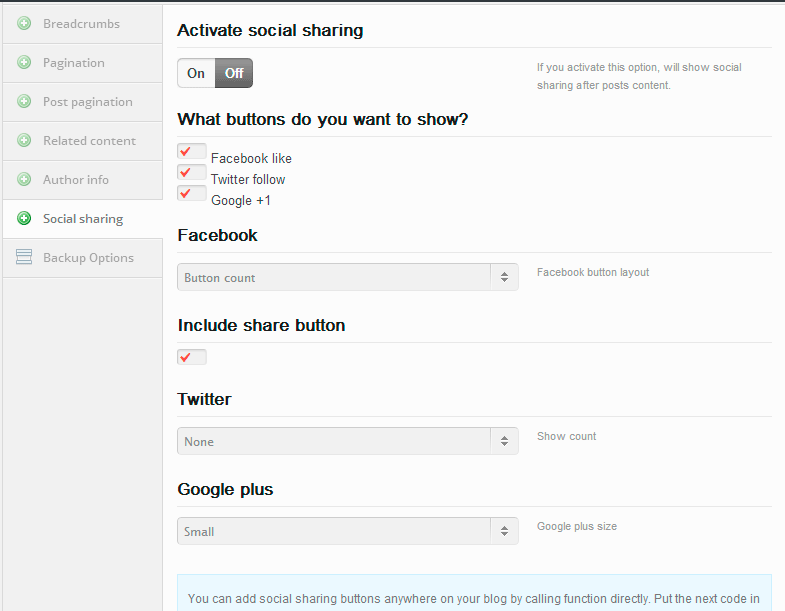 Breadcrumbs
Pagination
Post pagination
Related content
Author info
Social sharing
Backup Options
Activate social sharing
On Off
If you activate this option, will show social
sharing after posts content.
What buttons do you want to show?
Facebook like
Twitter follow
Google +1
Facebook
Button count
Facebook button layout
Include share button
Twitter
None
Show count
Google plus
Small
Google plus size
You can add social sharing buttons anywhere on your blog by calling function directly. Put the next code in